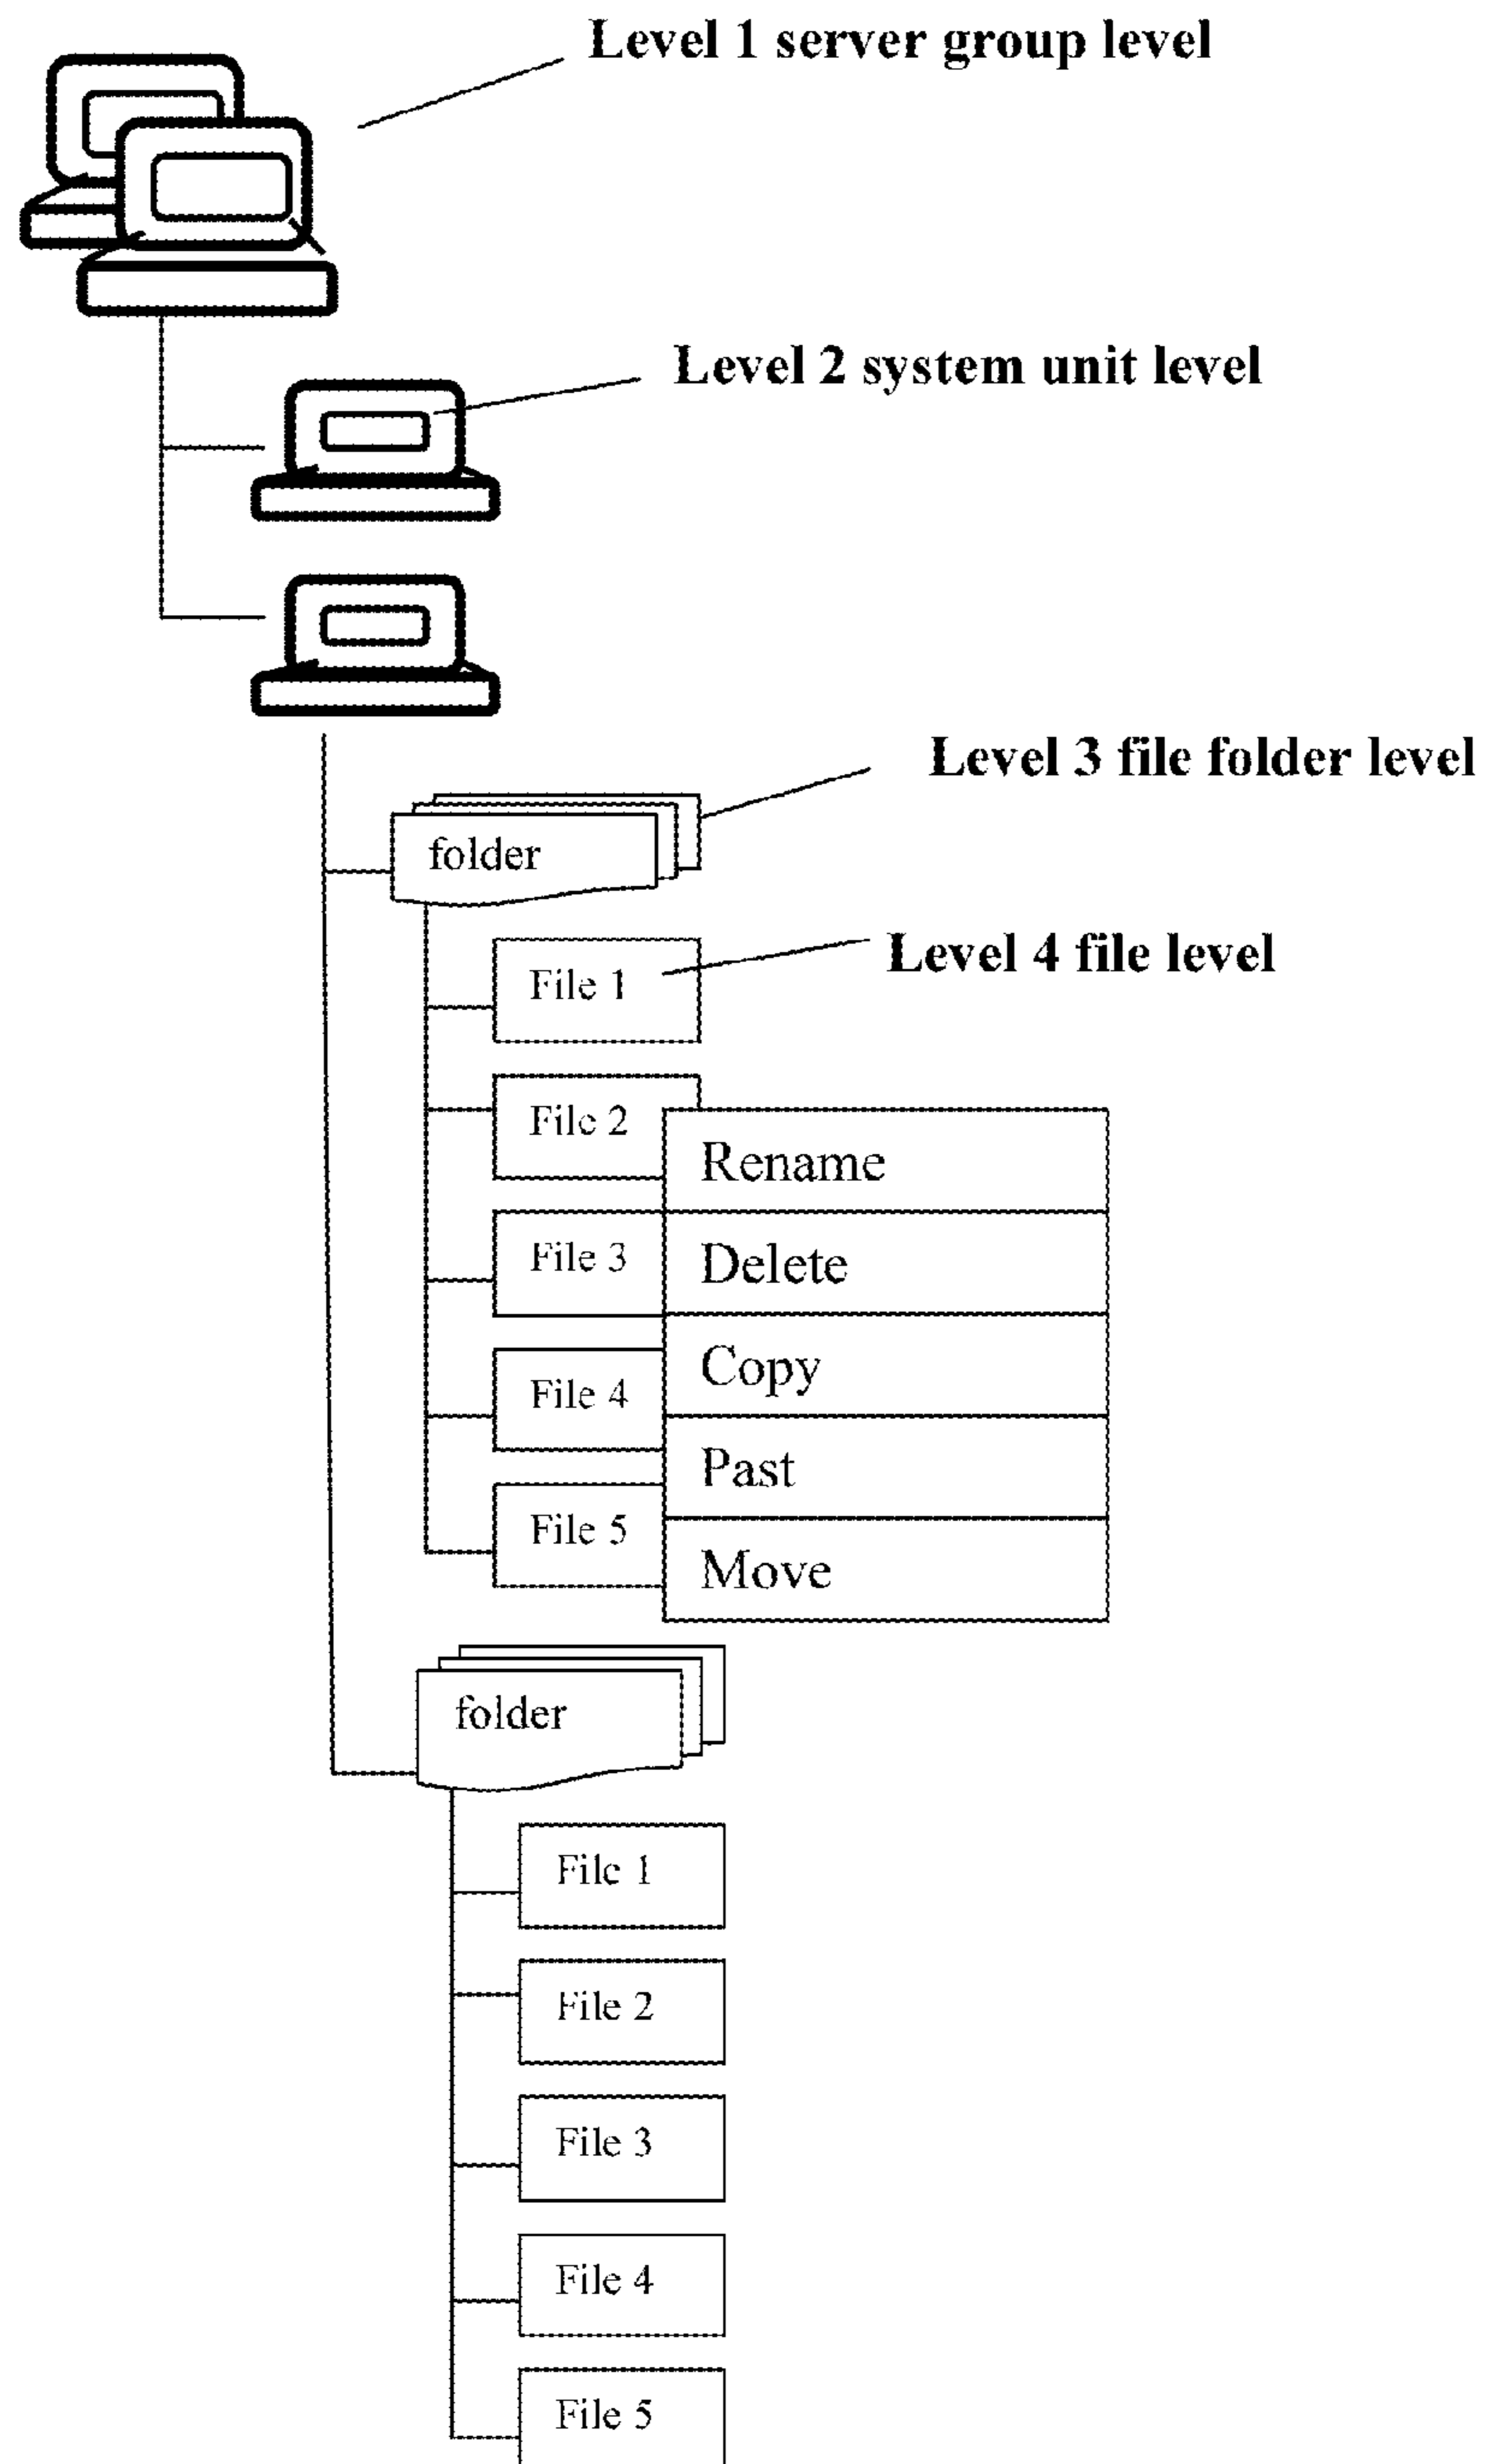 Level 1 server group level
Level 2 system unit level
Level 3 file folder level
folder
Level 4 file level
File 1
File 2
Rename
File 3
Delete
Copy
File 4
Past
File 5
Move
folder
File 1
File 2
File 3
File 4
File 5